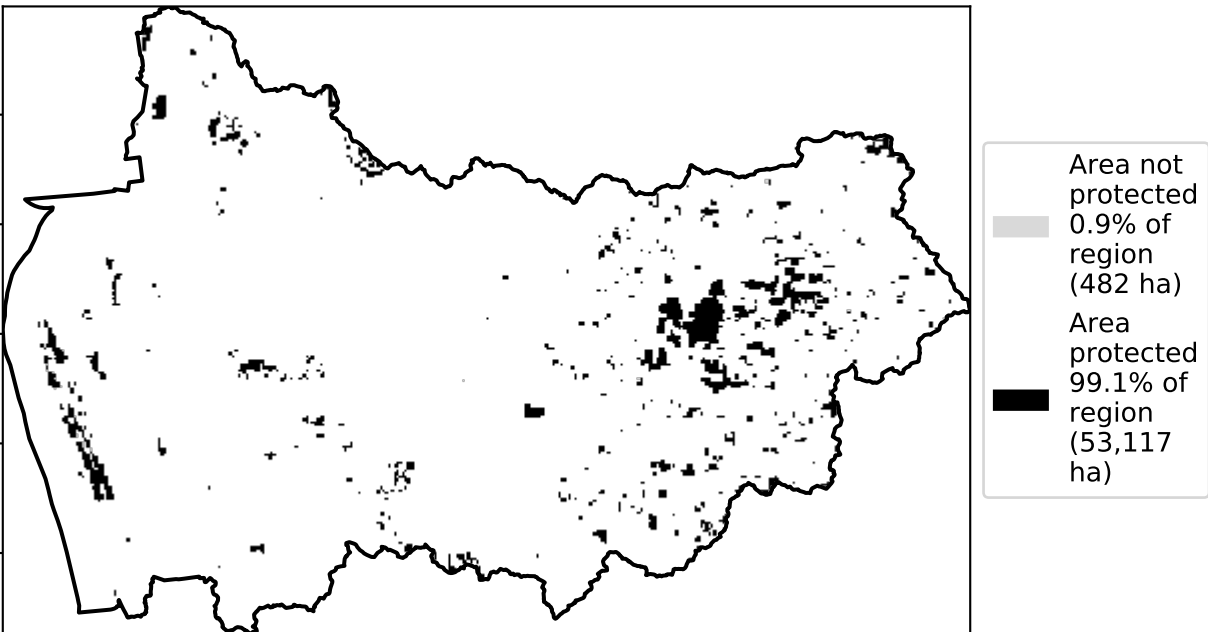 Area not
protected
0.9% of
region
(482 ha)
Area
protected
99.1% of
region
(53,117
ha)